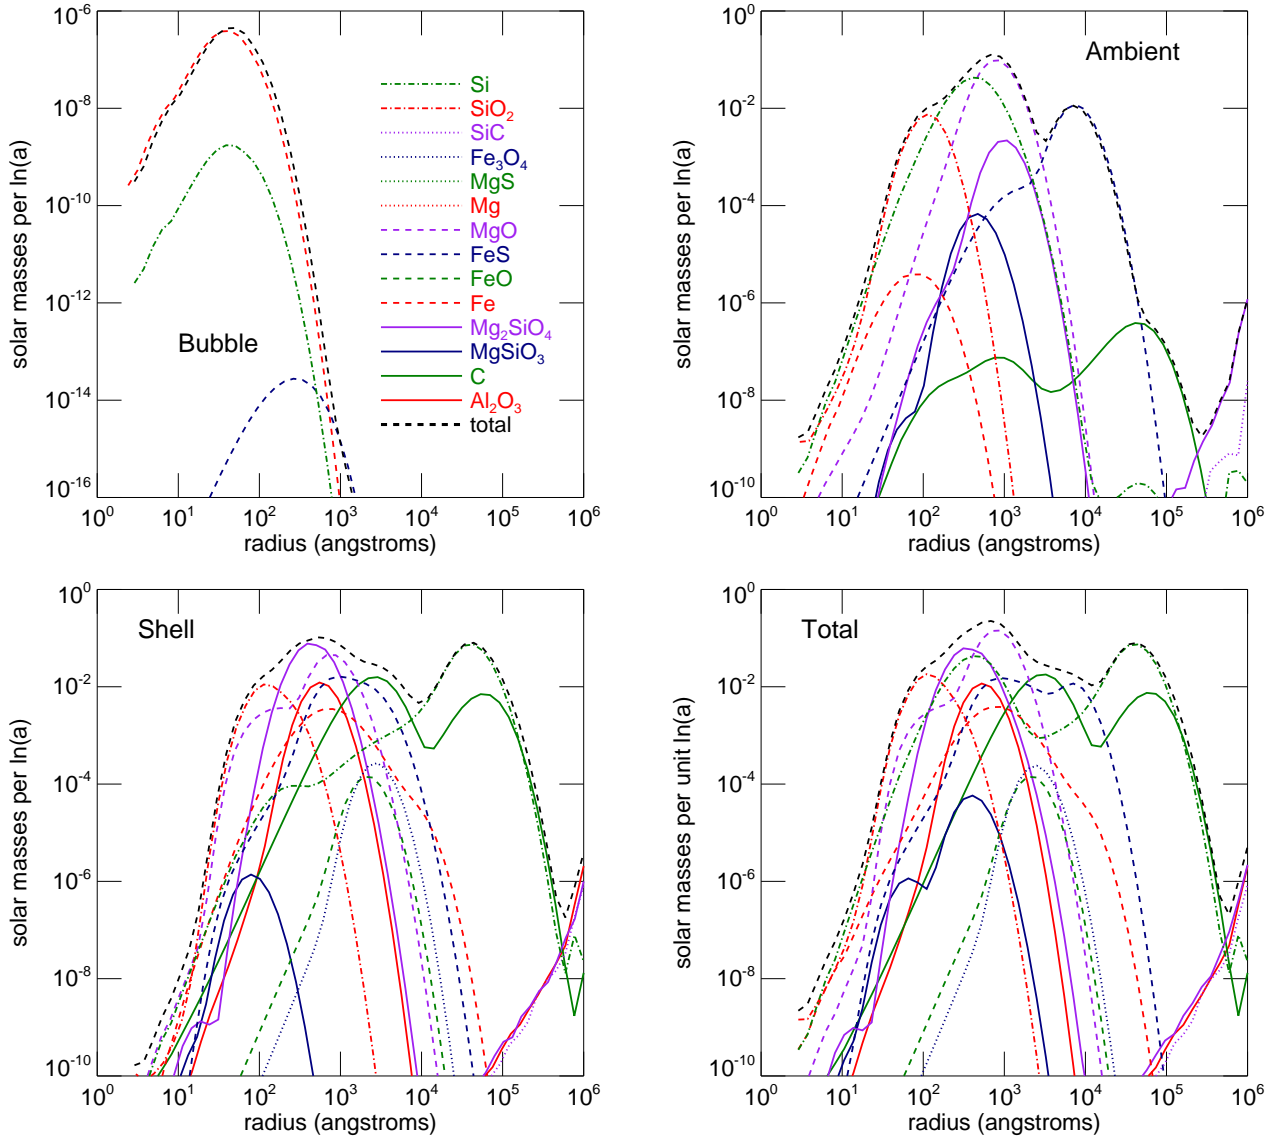 10^-6
10^-8
10^-10
10^-12
10^-14
10^-16
solar masses per ln(a)
Bubble
Si
SiO₂
SiC
Fe₃O₄
MgS
Mg
MgO
FeS
FeO
Fe
Mg₂SiO₄
MgSiO₃
C
Al₂O₃
total
10^0 10^1 10^2 10^3 10^4 10^5 10^6
radius (angstroms)
10^0
10^-2
10^-4
10^-6
10^-8
10^-10
solar masses per ln(a)
Ambient
10^0 10^1 10^2 10^3 10^4 10^5 10^6
radius (angstroms)
10^0
10^-2
10^-4
10^-6
10^-8
10^-10
solar masses per ln(a)
Shell
10^0 10^1 10^2 10^3 10^4 10^5 10^6
radius (angstroms)
10^0
10^-2
10^-4
10^-6
10^-8
10^-10
solar masses per unit ln(a)
Total
10^0 10^1 10^2 10^3 10^4 10^5 10^6
radius (angstroms)